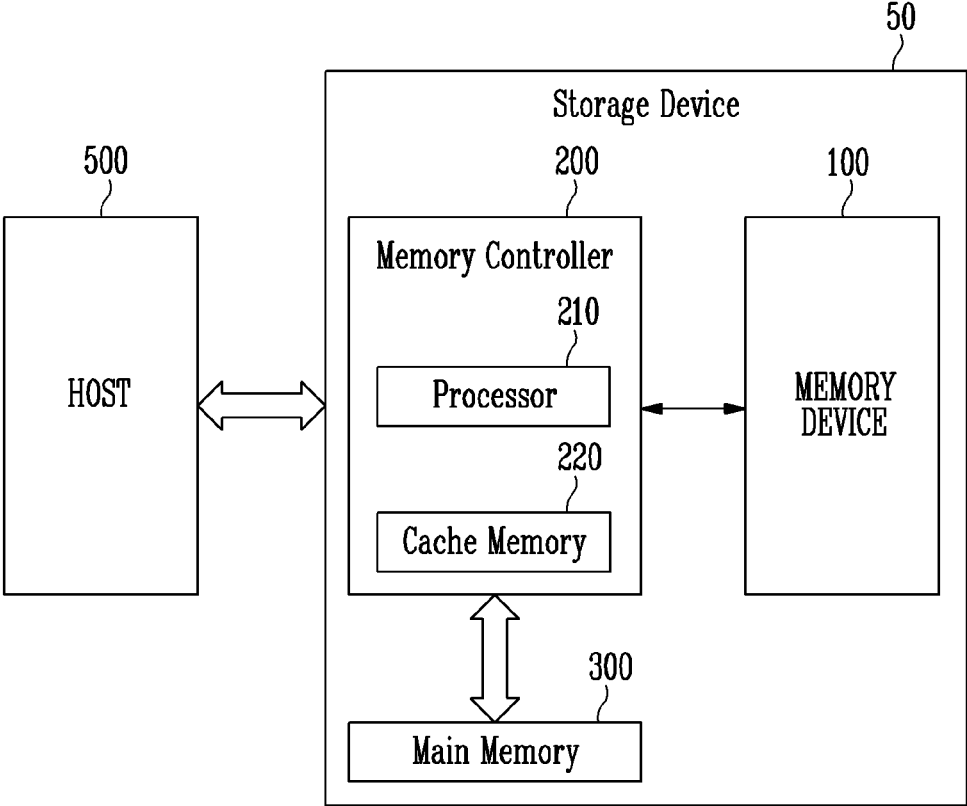 50
Storage Device
500
200
100
Memory Controller
210
HOST
Processor
MEMORY
DEVICE
220
Cache Memory
300
Main Memory